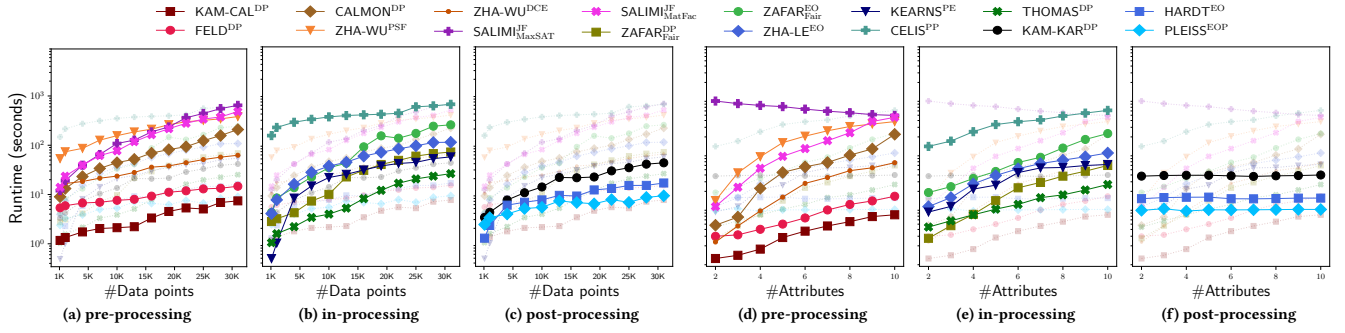 KAM-CAL^DP CALMON^DP ZHA-WU^DCE SALIMI^JF_MatFac ZAFAR^EO_Fair KEARNS^PE THOMAS^DP HARDT^EO
FELD^DP ZHA-WU^PSF SALIMI^JF_MaxSAT ZAFAR^DP_Fair ZHA-LE^EO CELIS^PP KAM-KAR^DP PLEISS^EOP
Runtime (seconds)
10^3
10^2
10^1
10^0
1K 5K 10K 15K 20K 25K 30K
1K 5K 10K 15K 20K 25K 30K
1K 5K 10K 15K 20K 25K 30K
2 4 6 8 10
2 4 6 8 10
2 4 6 8 10
#Data points #Data points #Data points #Attributes #Attributes #Attributes
(a) pre-processing (b) in-processing (c) post-processing (d) pre-processing (e) in-processing (f) post-processing